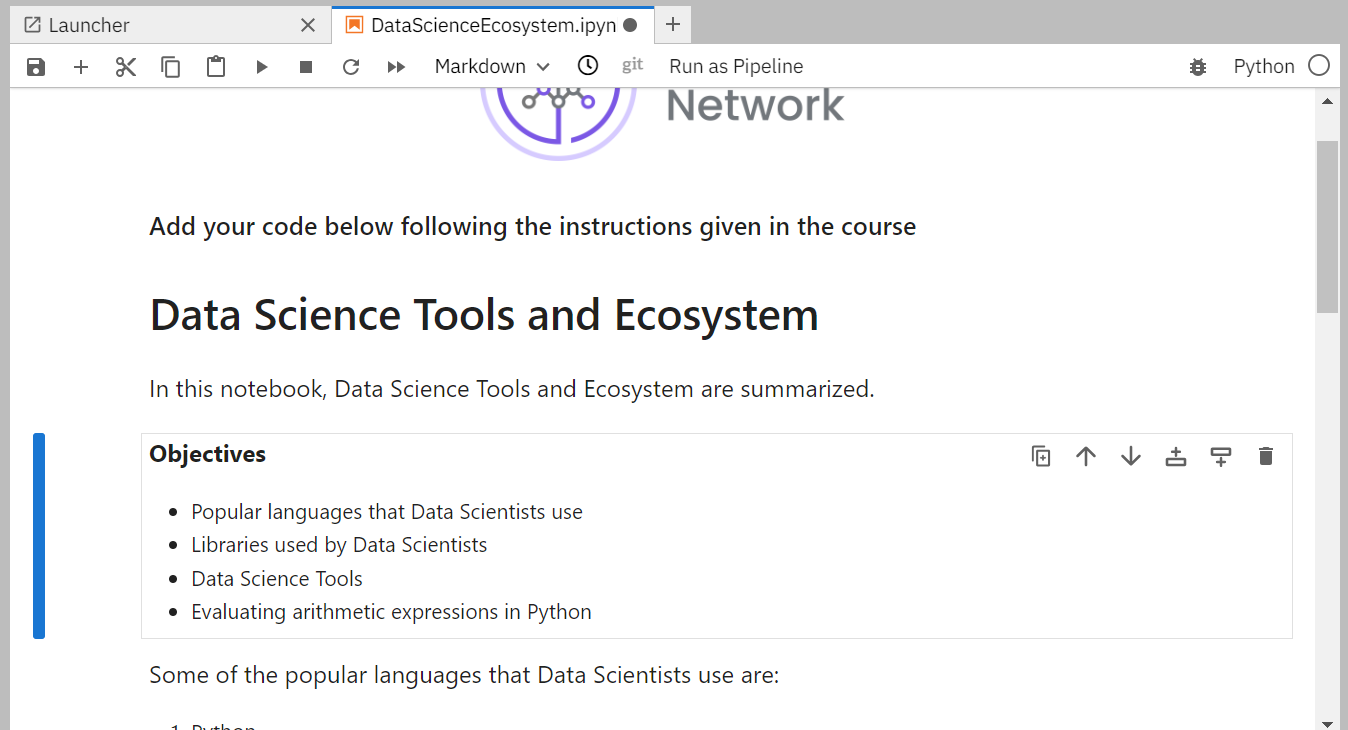 Launcher
DataScienceEcosystem.ipyn
Markdown
git
Run as Pipeline
Python
Network
Add your code below following the instructions given in the course
Data Science Tools and Ecosystem
In this notebook, Data Science Tools and Ecosystem are summarized.
Objectives
• Popular languages that Data Scientists use
• Libraries used by Data Scientists
• Data Science Tools
• Evaluating arithmetic expressions in Python
Some of the popular languages that Data Scientists use are:
1. Python